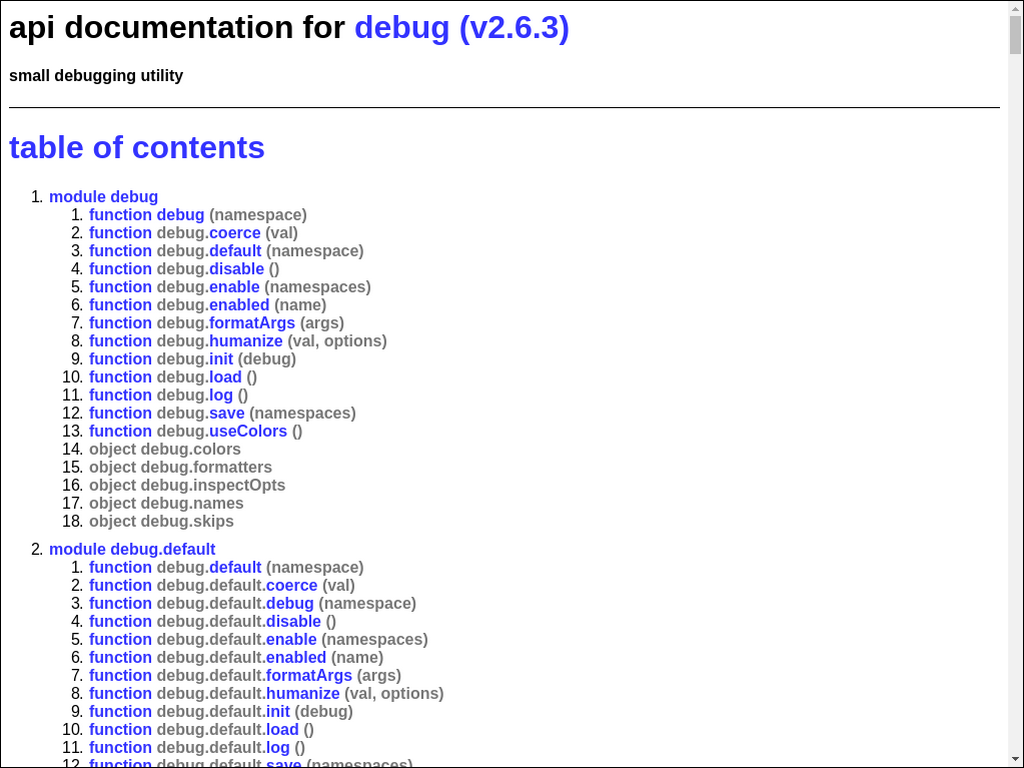 api documentation for debug (v2.6.3)
small debugging utility
table of contents
1. module debug
1. function debug (namespace)
2. function debug.coerce (val)
3. function debug.default (namespace)
4. function debug.disable ()
5. function debug.enable (namespaces)
6. function debug.enabled (name)
7. function debug.formatArgs (args)
8. function debug.humanize (val, options)
9. function debug.init (debug)
10. function debug.load ()
11. function debug.log ()
12. function debug.save (namespaces)
13. function debug.useColors ()
14. object debug.colors
15. object debug.formatters
16. object debug.inspectOpts
17. object debug.names
18. object debug.skips
2. module debug.default
1. function debug.default (namespace)
2. function debug.default.coerce (val)
3. function debug.default.debug (namespace)
4. function debug.default.disable ()
5. function debug.default.enable (namespaces)
6. function debug.default.enabled (name)
7. function debug.default.formatArgs (args)
8. function debug.default.humanize (val, options)
9. function debug.default.init (debug)
10. function debug.default.load ()
11. function debug.default.log ()
12. function debug.default.save (namespaces)